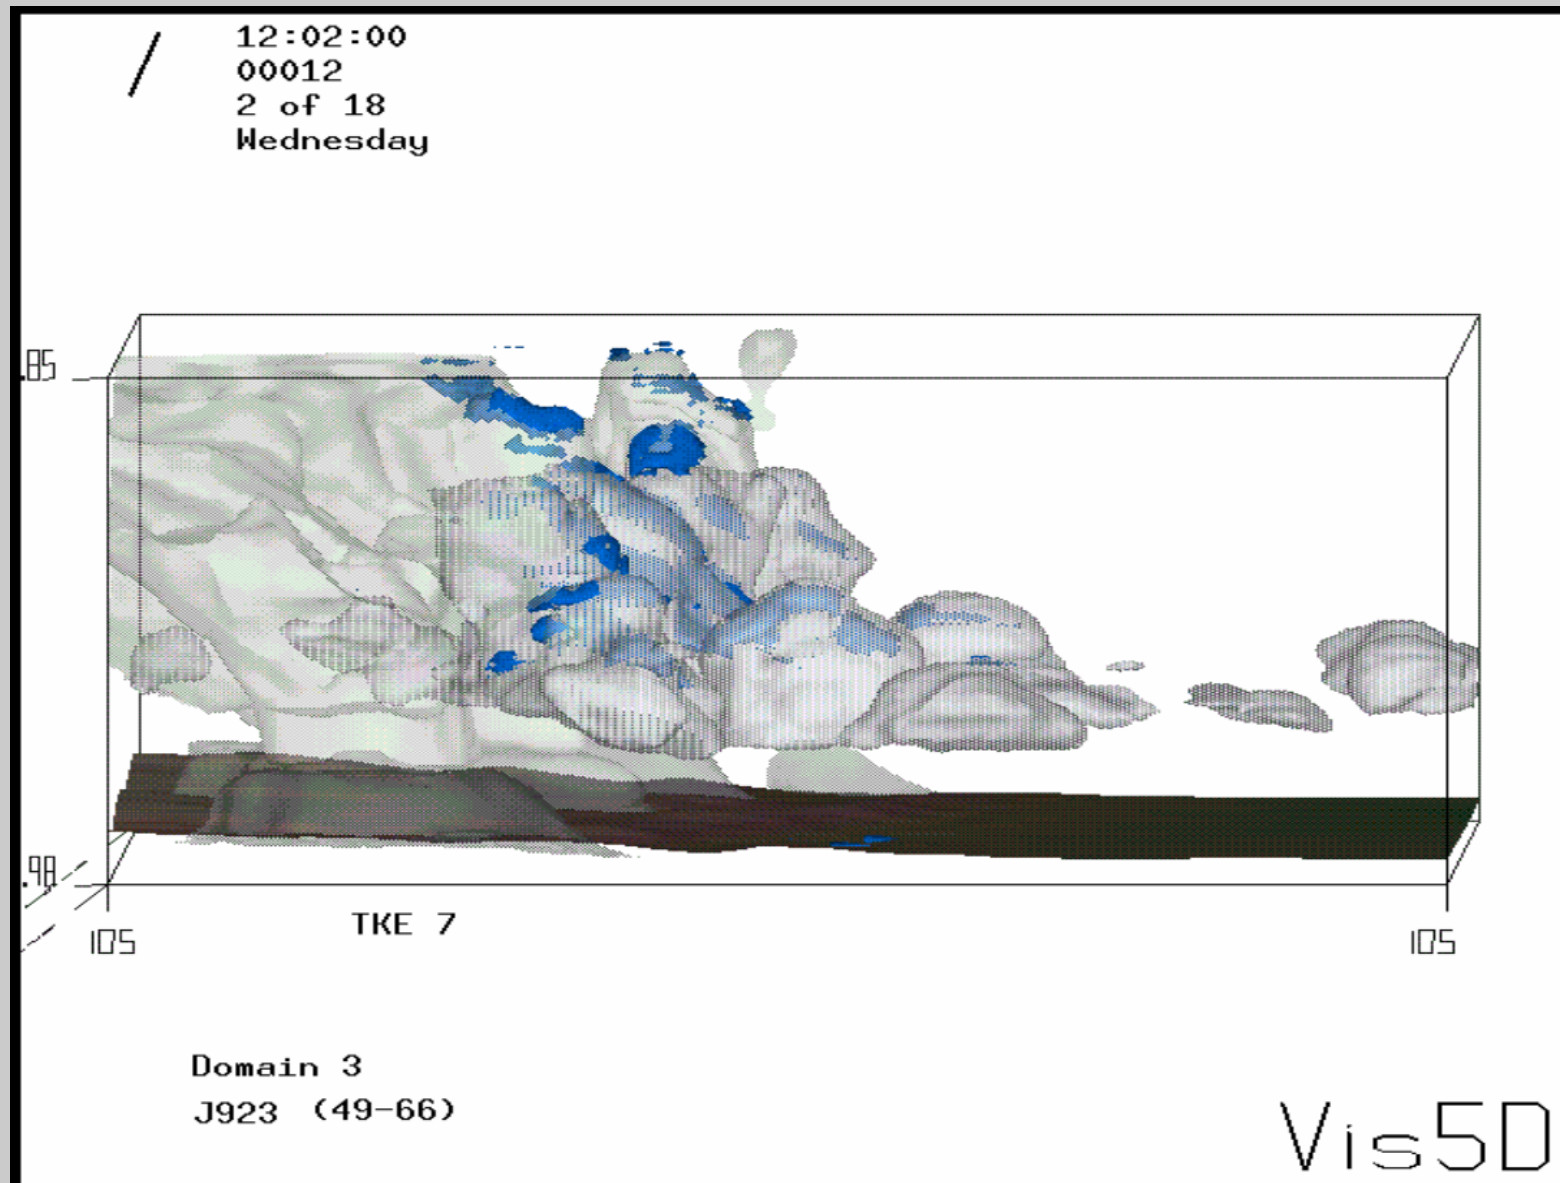 12:02:00
00012
2 of 18
Wednesday
.85
.98
105
105
TKE 7
Domain 3
J923 (49-66)
Vis5D